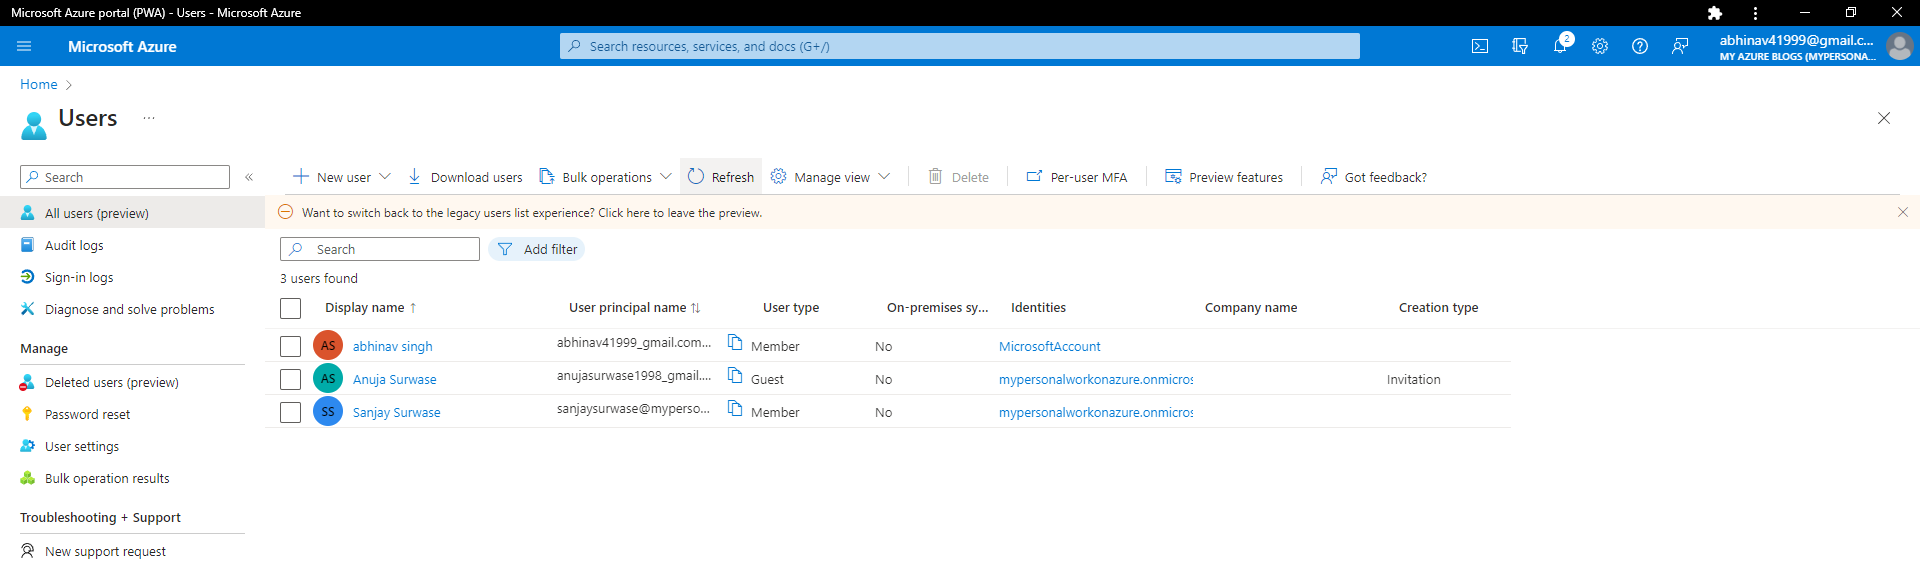 Microsoft Azure portal (PWA) - Users - Microsoft Azure
Microsoft Azure
Search resources, services, and docs (G+/)
2
abhinav41999@gmail.c...
MY AZURE BLOGS (MYPERSONA...
Home
Users
...
Search
New user
Download users
Bulk operations
Refresh
Manage view
Delete
Per-user MFA
Preview features
Got feedback?
All users (preview)
Audit logs
Sign-in logs
Diagnose and solve problems
Manage
Deleted users (preview)
Password reset
User settings
Bulk operation results
Troubleshooting + Support
New support request
Want to switch back to the legacy users list experience? Click here to leave the preview.
Search
Add filter
3 users found
Display name ↑ User principal name ↑↓ User type On-premises sy... Identities Company name Creation type
AS abhinav singh abhinav41999_gmail.com... Member No MicrosoftAccount
AS Anuja Surwase anujasurwase1998_gmail.... Guest No mypersonalworkonazure.onmicros Invitation
SS Sanjay Surwase sanjaysurwase@myperso... Member No mypersonalworkonazure.onmicros